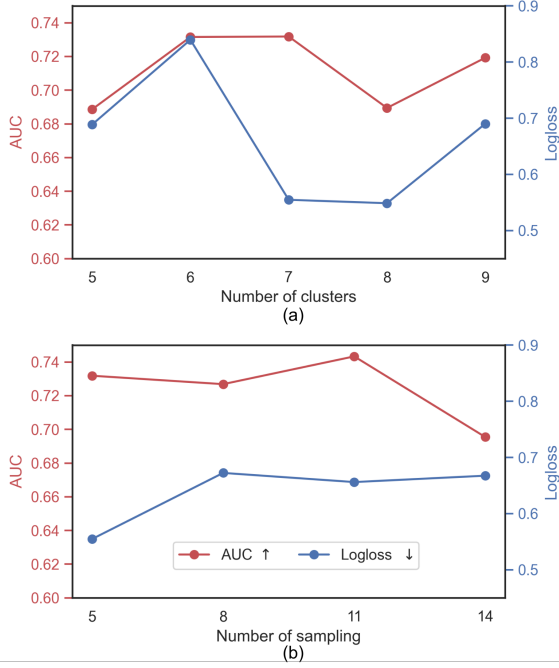 0.74
0.72
0.70
0.68
0.66
0.64
0.62
0.60
AUC
0.9
0.8
0.7
0.6
0.5
Logloss
5 6 7 8 9
Number of clusters
(a)
0.74
0.72
0.70
0.68
0.66
0.64
0.62
0.60
AUC
0.9
0.8
0.7
0.6
0.5
Logloss
AUC ↑ Logloss ↓
5 8 11 14
Number of sampling
(b)